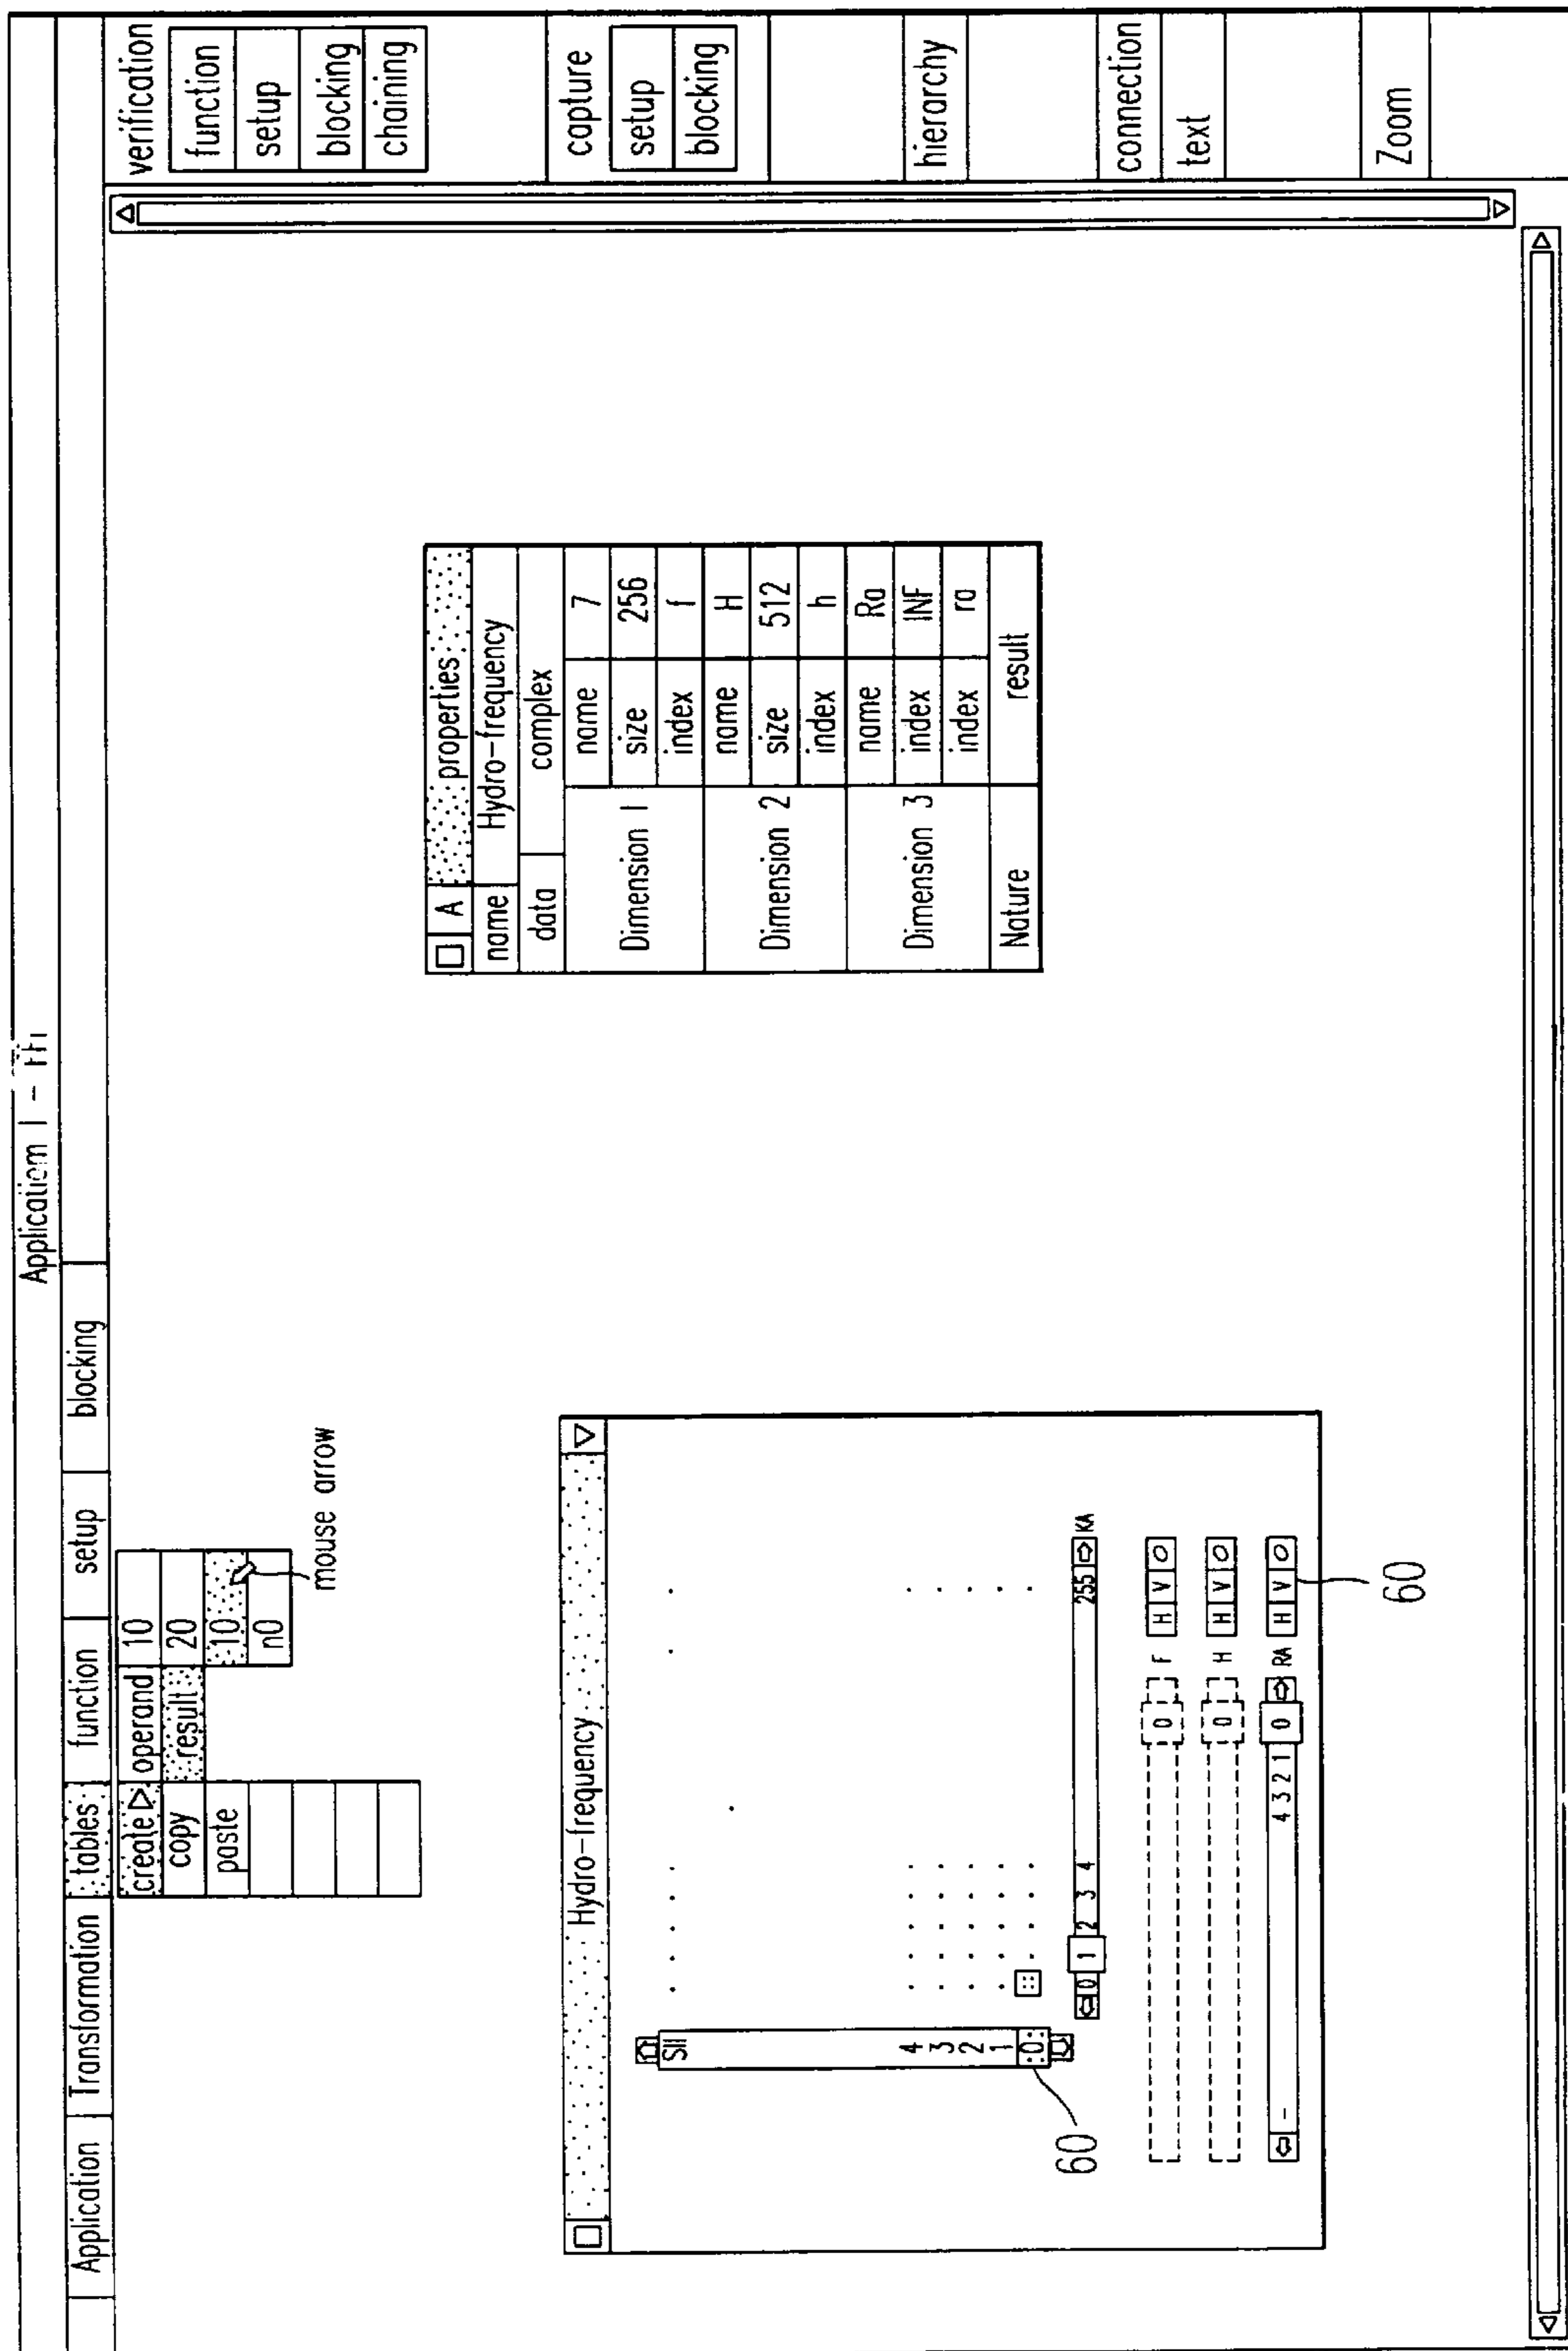 Application 1 -
Application Transformation tables function setup blocking
create operand 10
copy result 20
paste 10
n0
mouse arrow
Hydro-frequency
511
4
3
2
1
0
60
0 1 2 3 4 255 KA
0 F H V O
0 H H V O
- 4 3 2 1 0 RA H V O
60
A properties
name Hydro-frequency
data complex
Dimension 1
name 7
size 256
index f
Dimension 2
name H
size 512
index h
Dimension 3
name Ra
index INF
index ra
Nature result
verification
function
setup
blocking
chaining
capture
setup
blocking
hierarchy
connection
text
Zoom